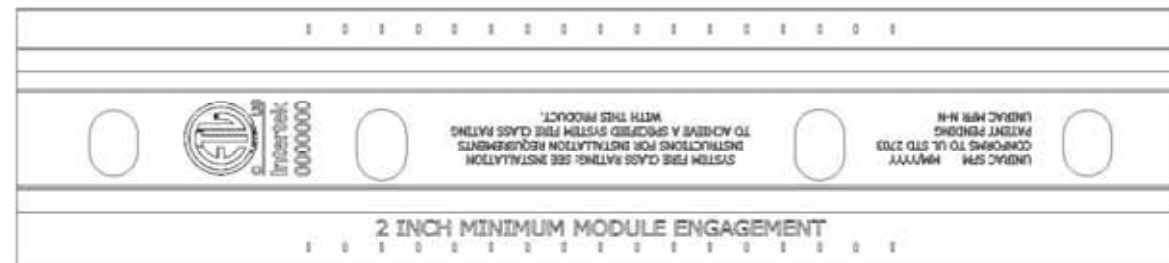 Intertek
0000000
SYSTEM FIRE CLASS RATING: SEE INSTALLATION
INSTRUCTIONS FOR INSTALLATION REQUIREMENTS
TO ACHIEVE A SPECIFIED SYSTEM FIRE CLASS RATING
WITH THIS PRODUCT.
UNIRAC SFM MM/YYYY
CONFORMS TO UL STD 2703
PATENT PENDING
UNIRAC MFR N-N
2 INCH MINIMUM MODULE ENGAGEMENT